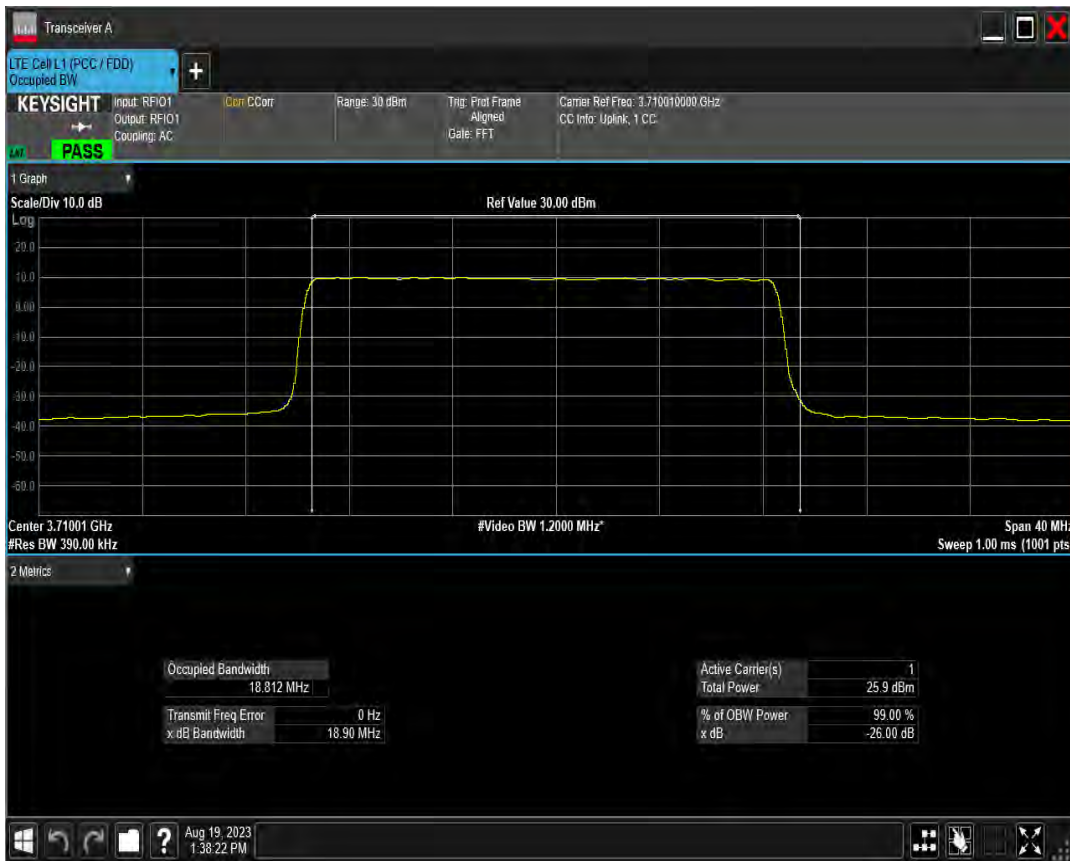 Transceiver A
LTE Cell L1 (PCC / FDD)
Occupied BW
+
KEYSIGHT
Input: RFIO1
Output: RFIO1
Coupling: AC
Corr CCorr
Range: 30 dBm
Trig: Prot Frame
Aligned
Gate: FFT
Carrier Ref Freq: 3.710010000 GHz
CC Info: Uplink, 1 CC
PASS
1 Graph
Scale/Div 10.0 dB
Ref Value 30.00 dBm
Log
20.0
10.0
0.00
-10.0
-20.0
-30.0
-40.0
-50.0
-60.0
Center 3.71001 GHz
#Video BW 1.2000 MHz*
Span 40 MHz
#Res BW 390.00 kHz
Sweep 1.00 ms (1001 pts
2 Metrics
Occupied Bandwidth
18.812 MHz
Transmit Freq Error 0 Hz
x dB Bandwidth 18.90 MHz
Active Carrier(s) 1
Total Power 25.9 dBm
% of OBW Power 99.00 %
x dB -26.00 dB
?
Aug 19, 2023
1:38:22 PM